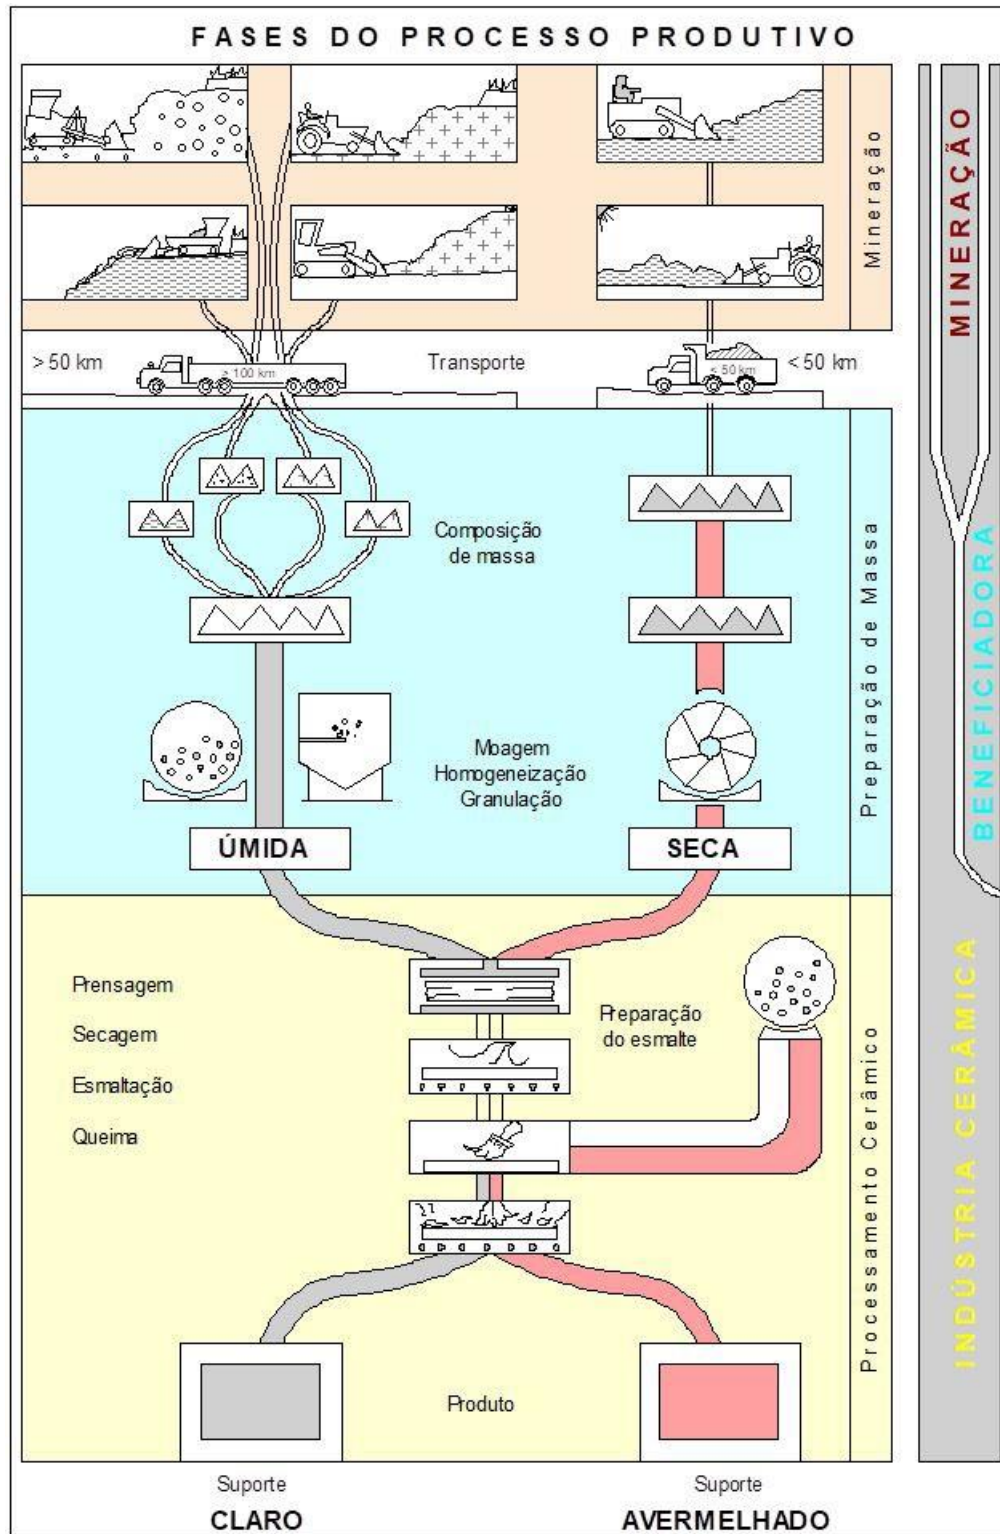 FASES DO PROCESSO PRODUTIVO
Mineração
MINERAÇÃO
> 50 km
> 100 km
Transporte
< 50 km
< 50 km
Composição
de massa
Preparação de Massa
BENEFICIADORA
Moagem
Homogeneização
Granulação
ÚMIDA
SECA
Prensagem
Secagem
Esmaltação
Queima
Preparação
do esmalte
Processamento Cerâmico
INDÚSTRIA CERÂMICA
Produto
Suporte
CLARO
Suporte
AVERMELHADO